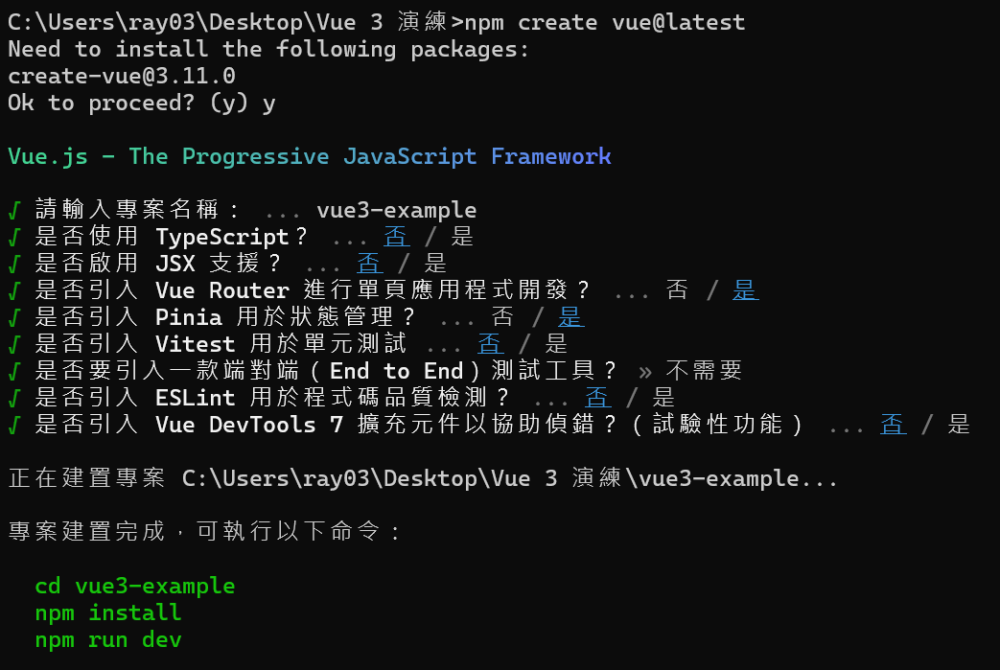 C:\Users\ray03\Desktop\Vue 3 演練>npm create vue@latest
Need to install the following packages:
create-vue@3.11.0
Ok to proceed? (y) y
Vue.js - The Progressive JavaScript Framework
√ 請輸入專案名稱： ... vue3-example
√ 是否使用 TypeScript？ ... 否 / 是
√ 是否啟用 JSX 支援？ ... 否 / 是
√ 是否引入 Vue Router 進行單頁應用程式開發？ ... 否 / 是
√ 是否引入 Pinia 用於狀態管理？ ... 否 / 是
√ 是否引入 Vitest 用於單元測試 ... 否 / 是
√ 是否要引入一款端對端（End to End）測試工具？ » 不需要
√ 是否引入 ESLint 用於程式碼品質檢測？ ... 否 / 是
√ 是否引入 Vue DevTools 7 擴充元件以協助偵錯？（試驗性功能） ... 否 / 是
正在建置專案 C:\Users\ray03\Desktop\Vue 3 演練\vue3-example...
專案建置完成，可執行以下命令：
cd vue3-example
npm install
npm run dev